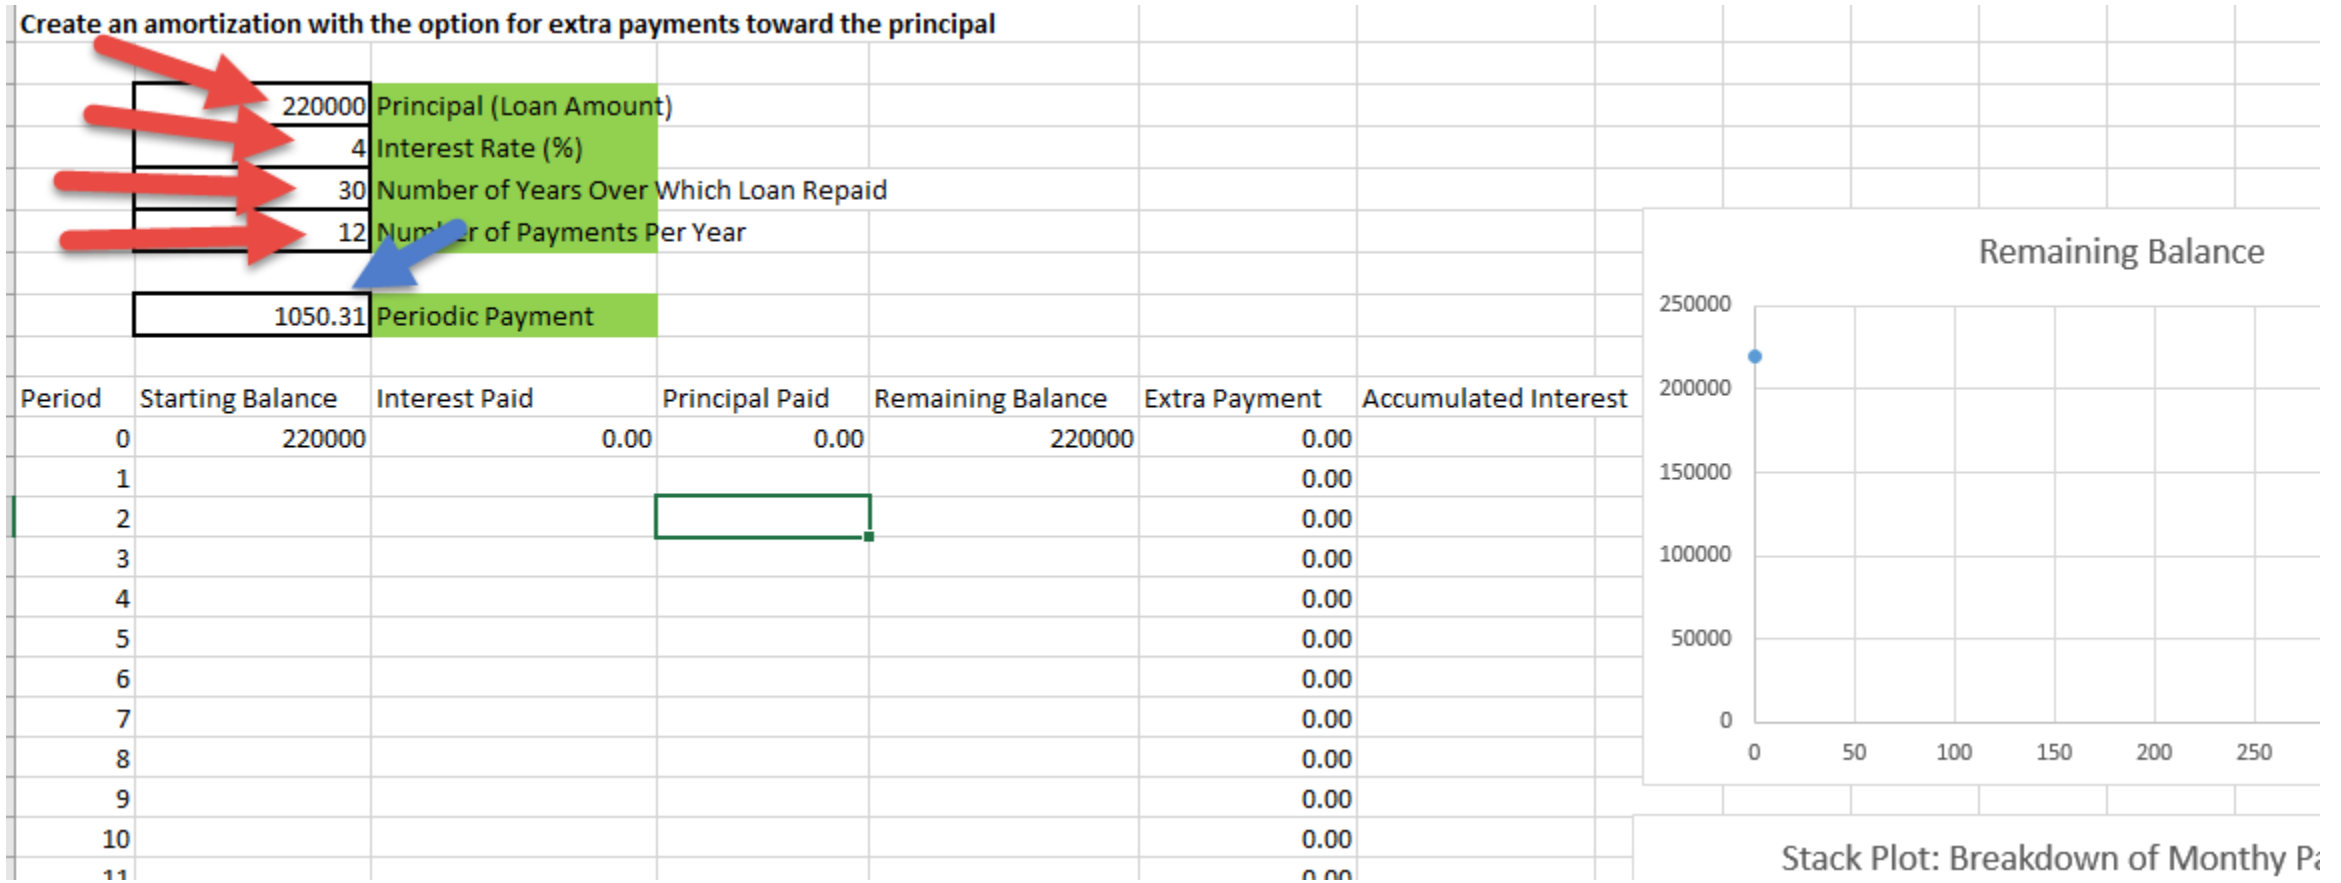 Create an amortization with the option for extra payments toward the principal
220000 Principal (Loan Amount)
4 Interest Rate (%)
30 Number of Years Over Which Loan Repaid
12 Number of Payments Per Year
1050.31 Periodic Payment
Period Starting Balance Interest Paid Principal Paid Remaining Balance Extra Payment Accumulated Interest
0 220000 0.00 0.00 220000 0.00
1 0.00
2 0.00
3 0.00
4 0.00
5 0.00
6 0.00
7 0.00
8 0.00
9 0.00
10 0.00
11 0.00
Remaining Balance
250000
200000
150000
100000
50000
0
0 50 100 150 200 250
Stack Plot: Breakdown of Monthy